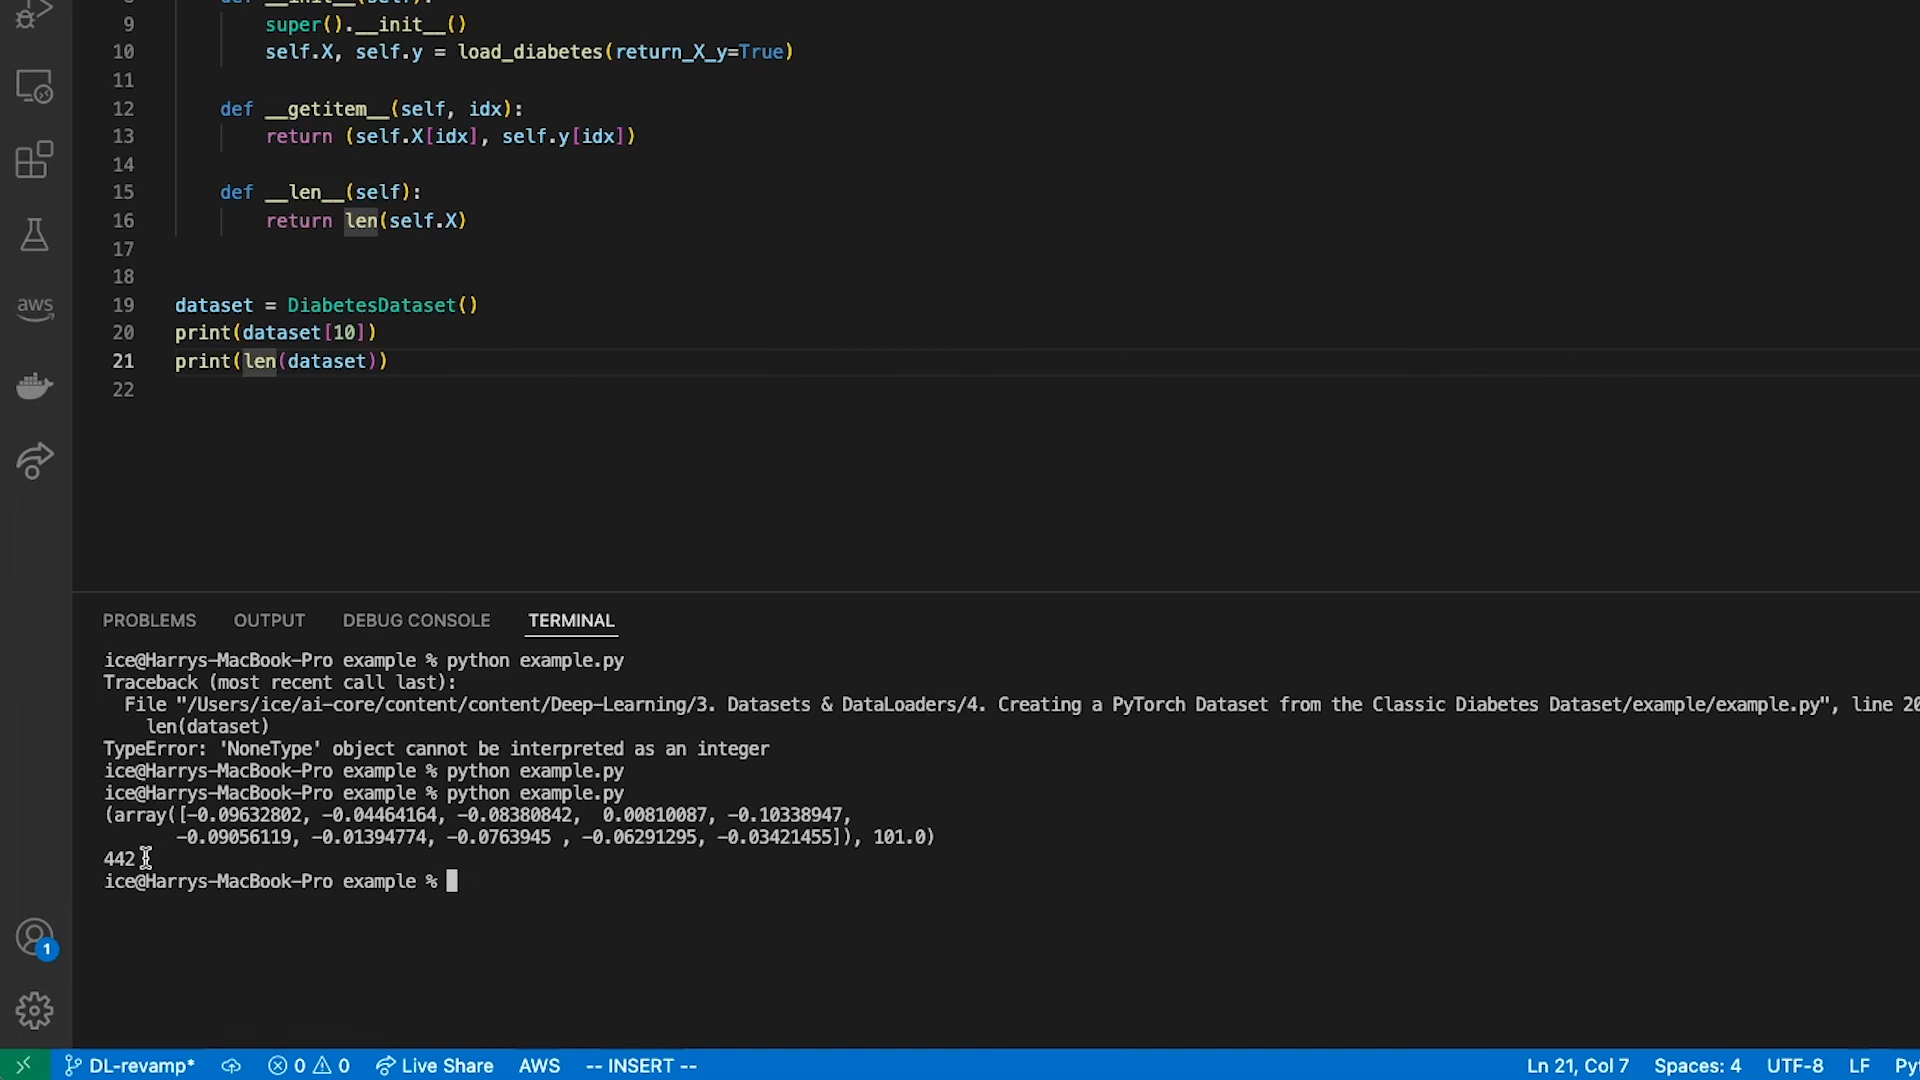 8 def __init__(self):
9 super().__init__()
10 self.X, self.y = load_diabetes(return_X_y=True)
11
12 def __getitem__(self, idx):
13 return (self.X[idx], self.y[idx])
14
15 def __len__(self):
16 return len(self.X)
17
18
19 dataset = DiabetesDataset()
20 print(dataset[10])
21 print(len(dataset))
22
aws
PROBLEMS OUTPUT DEBUG CONSOLE TERMINAL
ice@Harrys-MacBook-Pro example % python example.py
Traceback (most recent call last):
File "/Users/ice/ai-core/content/content/Deep-Learning/3. Datasets & DataLoaders/4. Creating a PyTorch Dataset from the Classic Diabetes Dataset/example/example.py", line 20
len(dataset)
TypeError: 'NoneType' object cannot be interpreted as an integer
ice@Harrys-MacBook-Pro example % python example.py
ice@Harrys-MacBook-Pro example % python example.py
(array([-0.09632802, -0.04464164, -0.08380842, 0.00810087, -0.10338947,
-0.09056119, -0.01394774, -0.0763945 , -0.06291295, -0.03421455]), 101.0)
442
ice@Harrys-MacBook-Pro example %
1
DL-revamp* 0 0 Live Share AWS -- INSERT -- Ln 21, Col 7 Spaces: 4 UTF-8 LF Py